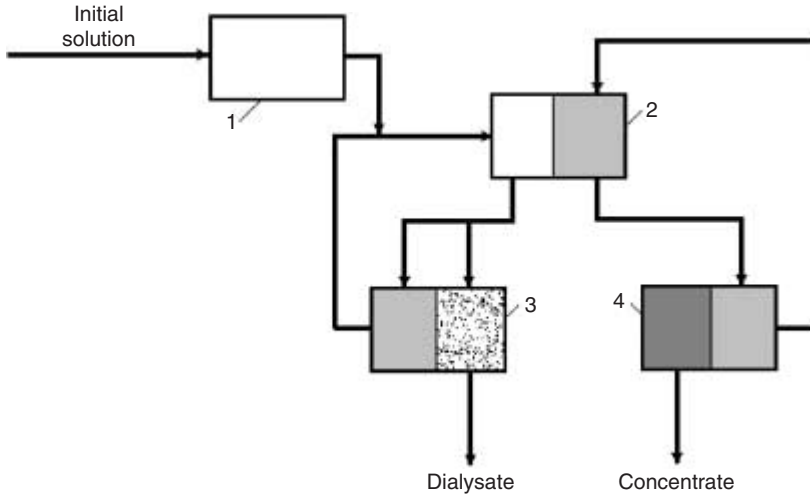 Initial
solution
1
2
3
4
Dialysate
Concentrate